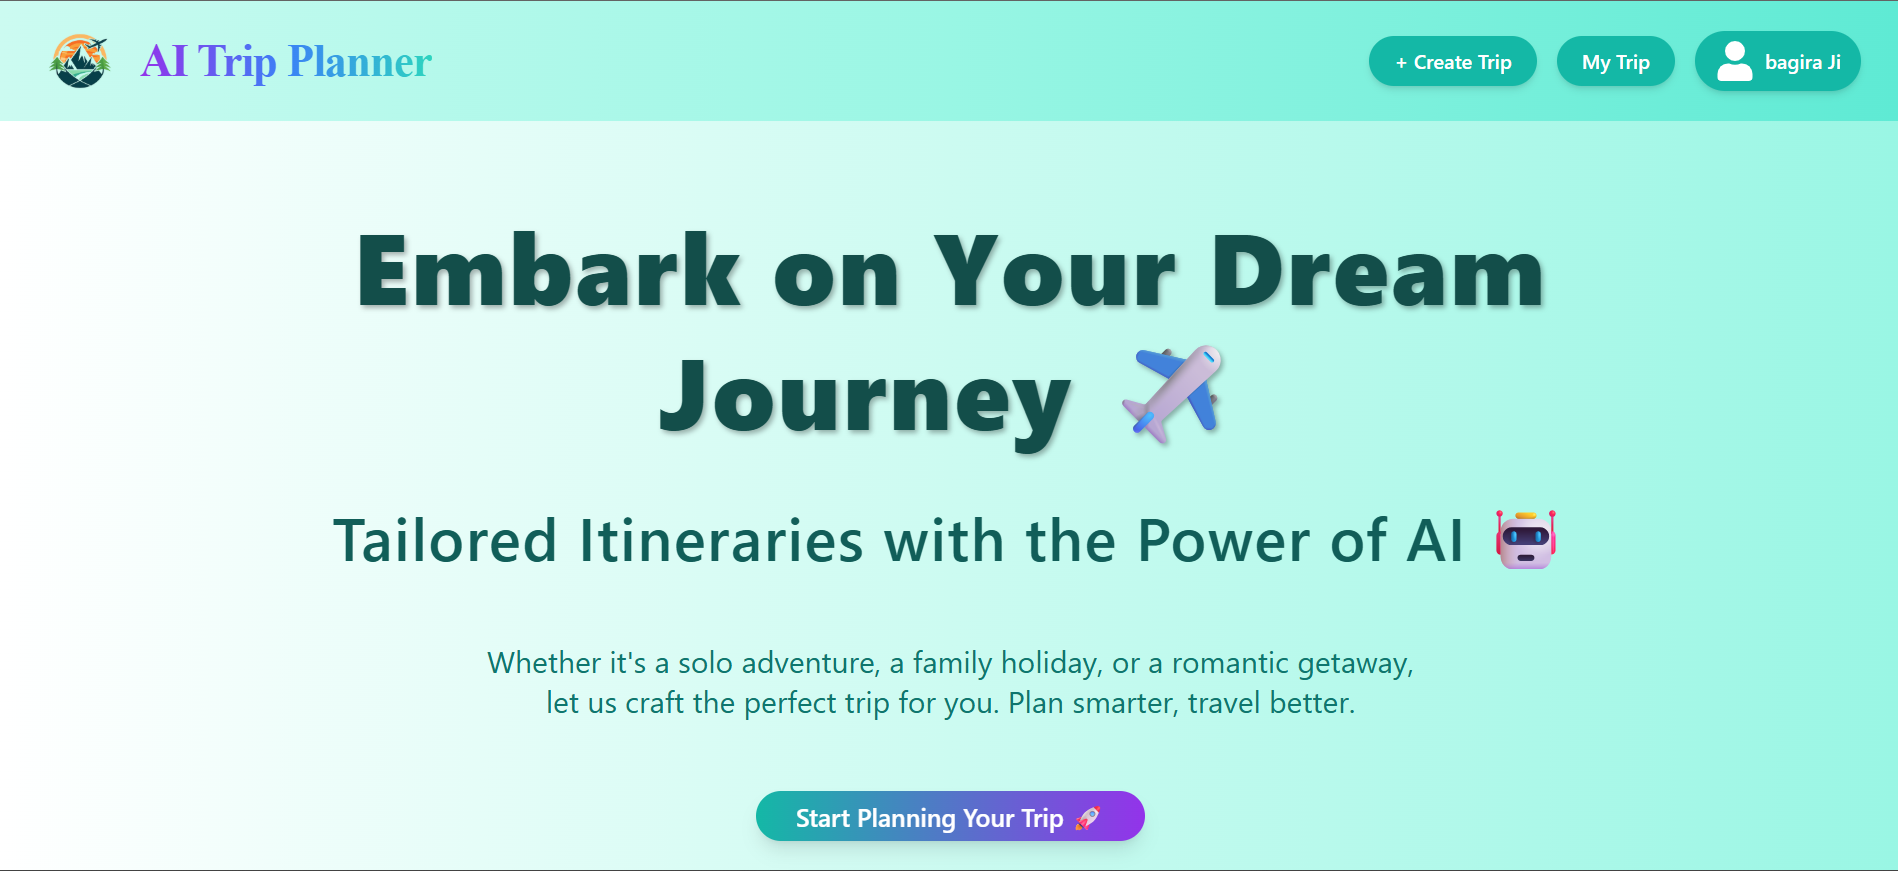 AI Trip Planner
+ Create Trip
My Trip
bagira Ji
Embark on Your Dream
Journey ✈️
Tailored Itineraries with the Power of AI 🤖
Whether it's a solo adventure, a family holiday, or a romantic getaway,
let us craft the perfect trip for you. Plan smarter, travel better.
Start Planning Your Trip 🚀